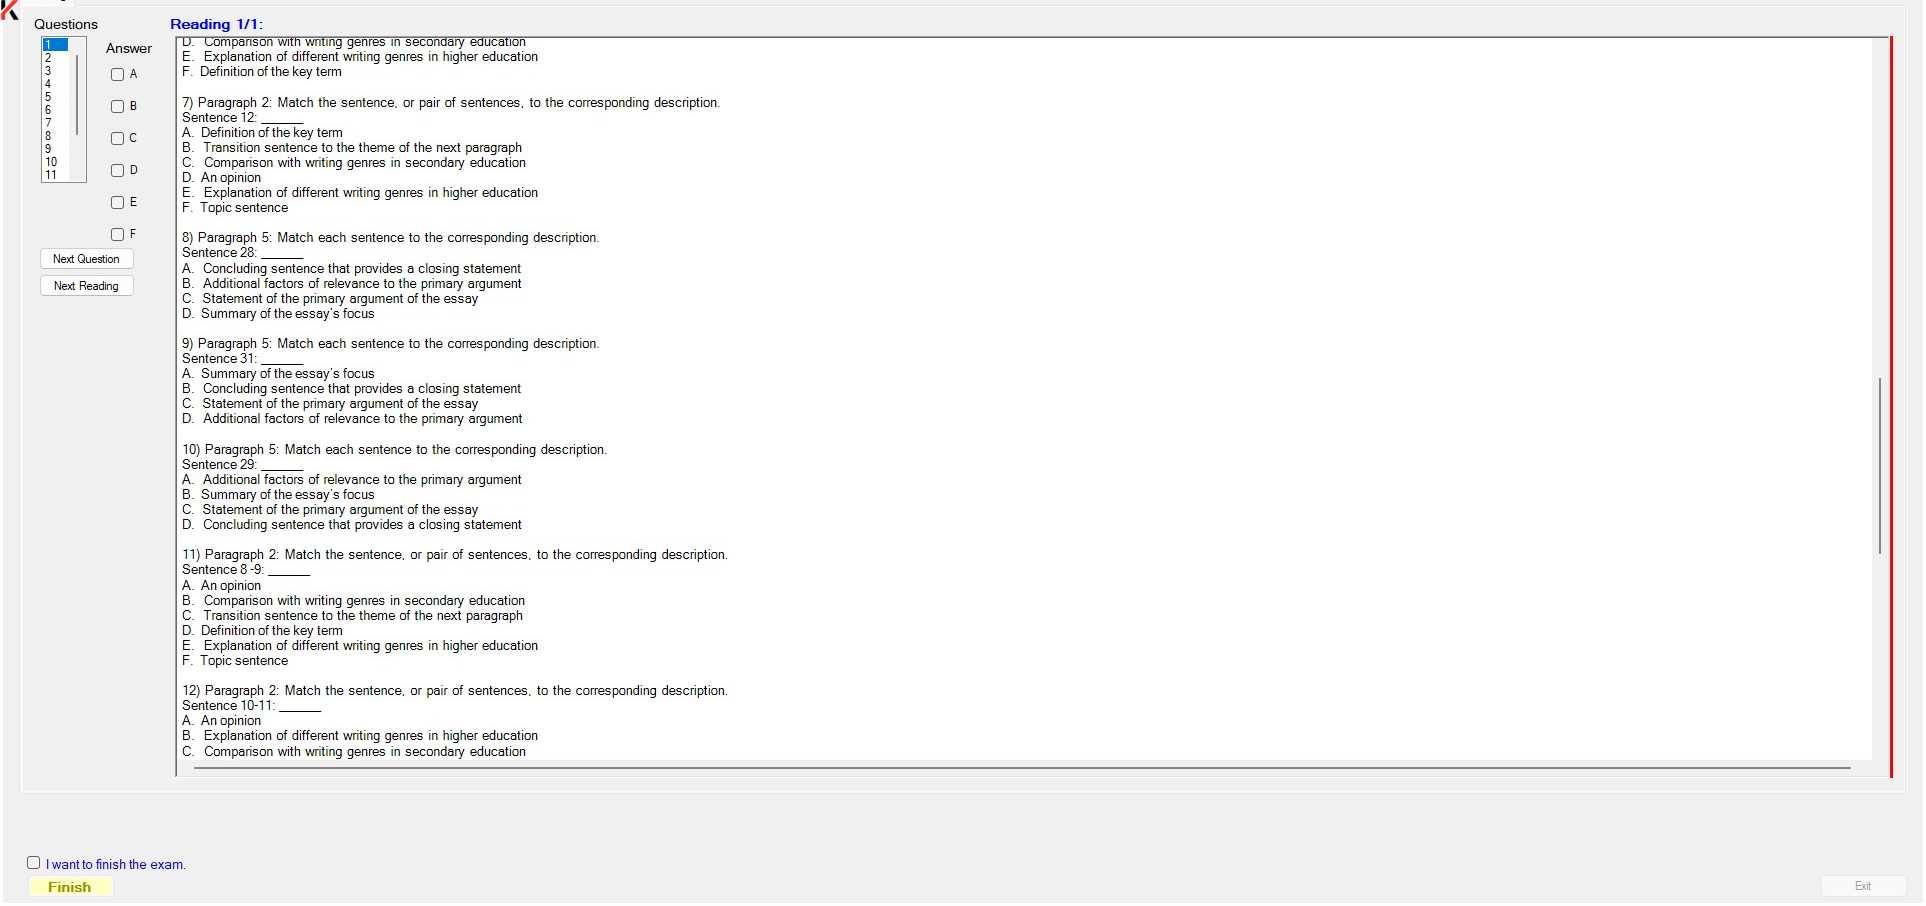 Questions
Reading 1/1:
1
2
3
4
5
6
7
8
9
10
11
Answer
A
B
C
D
E
F
Next Question
Next Reading
D. Comparison with writing genres in secondary education
E. Explanation of different writing genres in higher education
F. Definition of the key term
7) Paragraph 2: Match the sentence, or pair of sentences, to the corresponding description.
Sentence 12: ______
A. Definition of the key term
B. Transition sentence to the theme of the next paragraph
C. Comparison with writing genres in secondary education
D. An opinion
E. Explanation of different writing genres in higher education
F. Topic sentence
8) Paragraph 5: Match each sentence to the corresponding description.
Sentence 28: ______
A. Concluding sentence that provides a closing statement
B. Additional factors of relevance to the primary argument
C. Statement of the primary argument of the essay
D. Summary of the essay's focus
9) Paragraph 5: Match each sentence to the corresponding description.
Sentence 31: ______
A. Summary of the essay's focus
B. Concluding sentence that provides a closing statement
C. Statement of the primary argument of the essay
D. Additional factors of relevance to the primary argument
10) Paragraph 5: Match each sentence to the corresponding description.
Sentence 29: ______
A. Additional factors of relevance to the primary argument
B. Summary of the essay's focus
C. Statement of the primary argument of the essay
D. Concluding sentence that provides a closing statement
11) Paragraph 2: Match the sentence, or pair of sentences, to the corresponding description.
Sentence 8-9: ______
A. An opinion
B. Comparison with writing genres in secondary education
C. Transition sentence to the theme of the next paragraph
D. Definition of the key term
E. Explanation of different writing genres in higher education
F. Topic sentence
12) Paragraph 2: Match the sentence, or pair of sentences, to the corresponding description.
Sentence 10-11: ______
A. An opinion
B. Explanation of different writing genres in higher education
C. Comparison with writing genres in secondary education
I want to finish the exam.
Finish
Exit